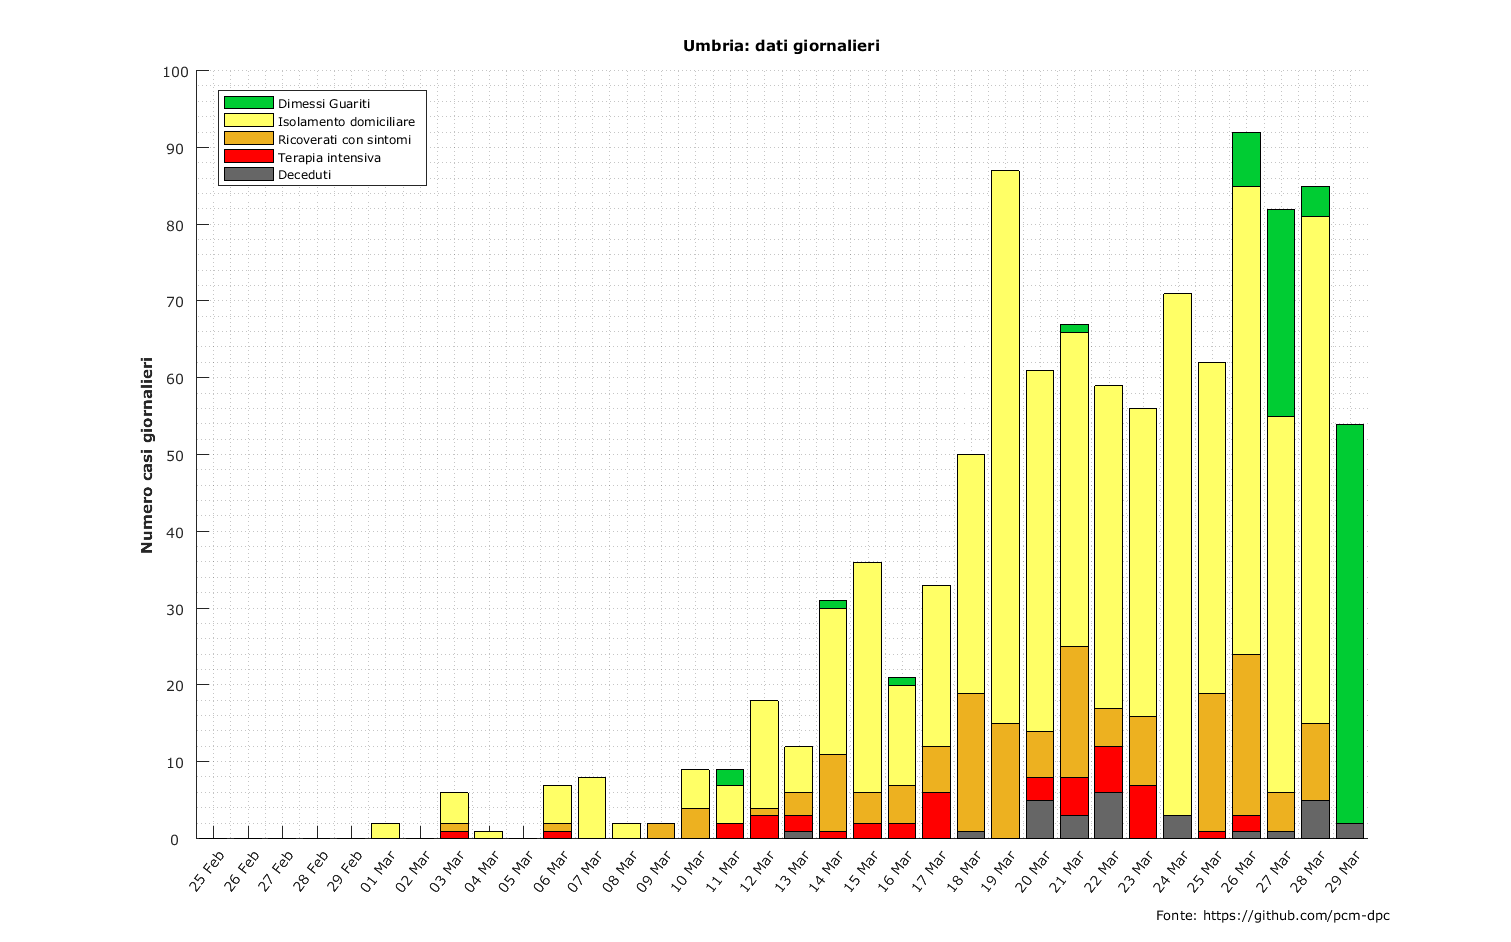 Umbria: dati giornalieri
100
90
80
70
60
50
40
30
20
10
0
Numero casi giornalieri
Dimessi Guariti
Isolamento domiciliare
Ricoverati con sintomi
Terapia intensiva
Deceduti
25 Feb
26 Feb
27 Feb
28 Feb
29 Feb
01 Mar
02 Mar
03 Mar
04 Mar
05 Mar
06 Mar
07 Mar
08 Mar
09 Mar
10 Mar
11 Mar
12 Mar
13 Mar
14 Mar
15 Mar
16 Mar
17 Mar
18 Mar
19 Mar
20 Mar
21 Mar
22 Mar
23 Mar
24 Mar
25 Mar
26 Mar
27 Mar
28 Mar
29 Mar
Fonte: https://github.com/pcm-dpc